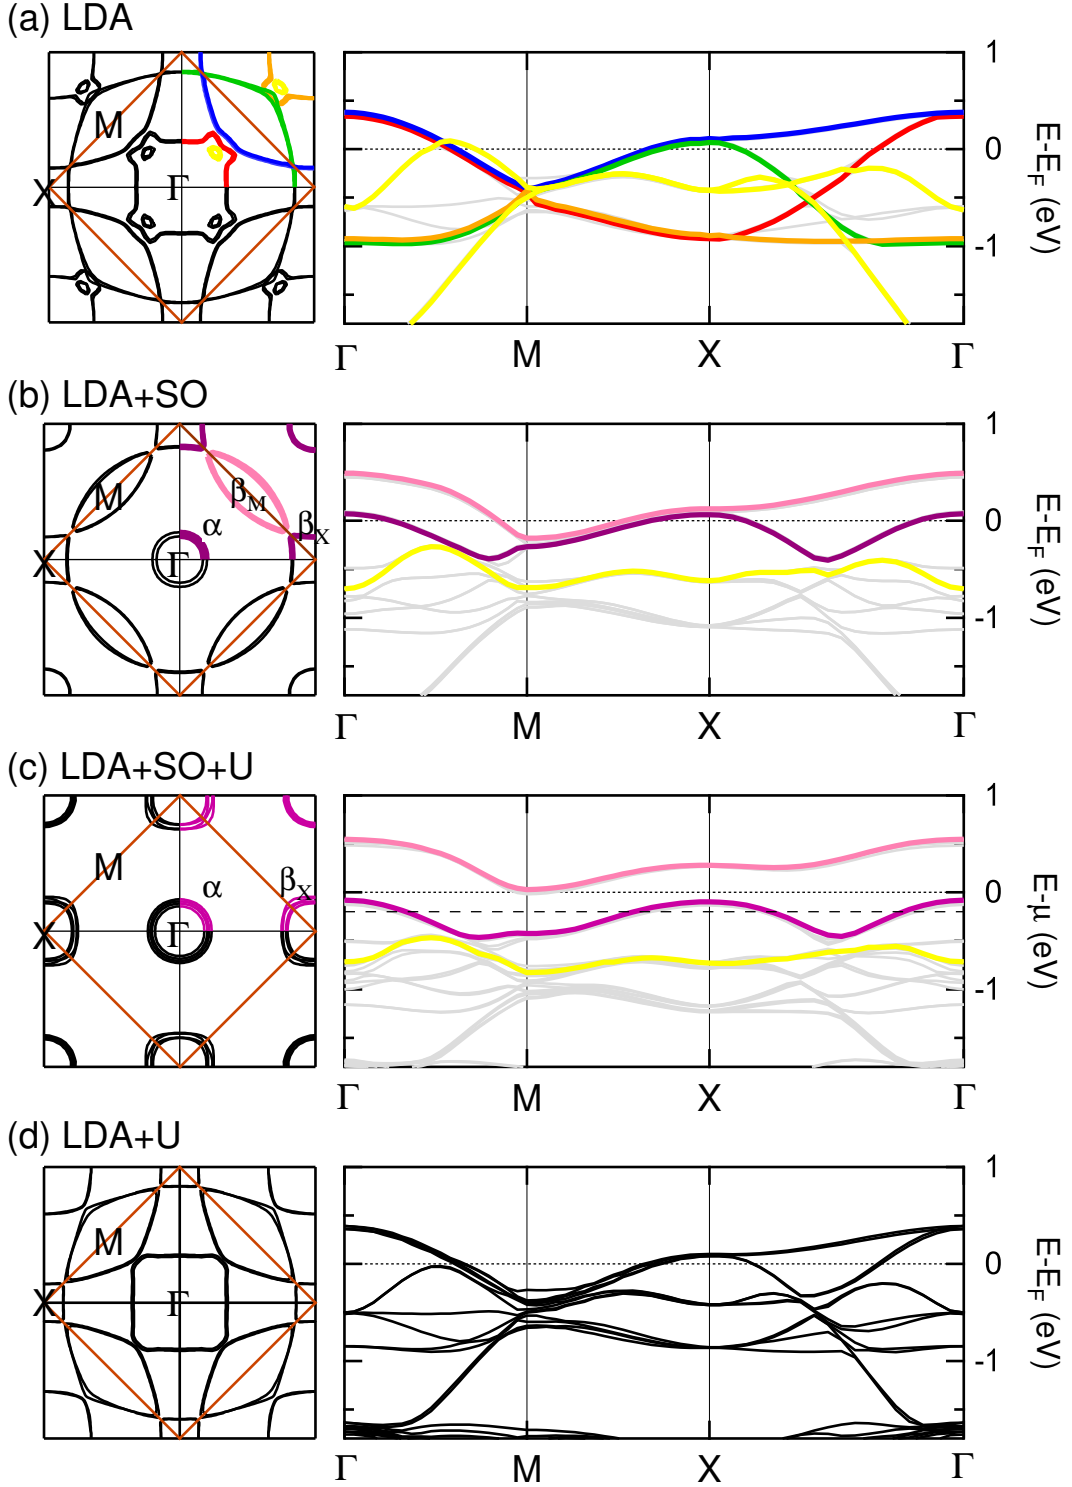 (a) LDA
M
X
Γ
1
0
-1
E-E_F (eV)
Γ M X Γ
(b) LDA+SO
M
β_M
α
β_X
X
Γ
1
0
-1
E-E_F (eV)
Γ M X Γ
(c) LDA+SO+U
M
α
β_X
X
Γ
1
0
-1
E-μ (eV)
Γ M X Γ
(d) LDA+U
M
X
Γ
1
0
-1
E-E_F (eV)
Γ M X Γ